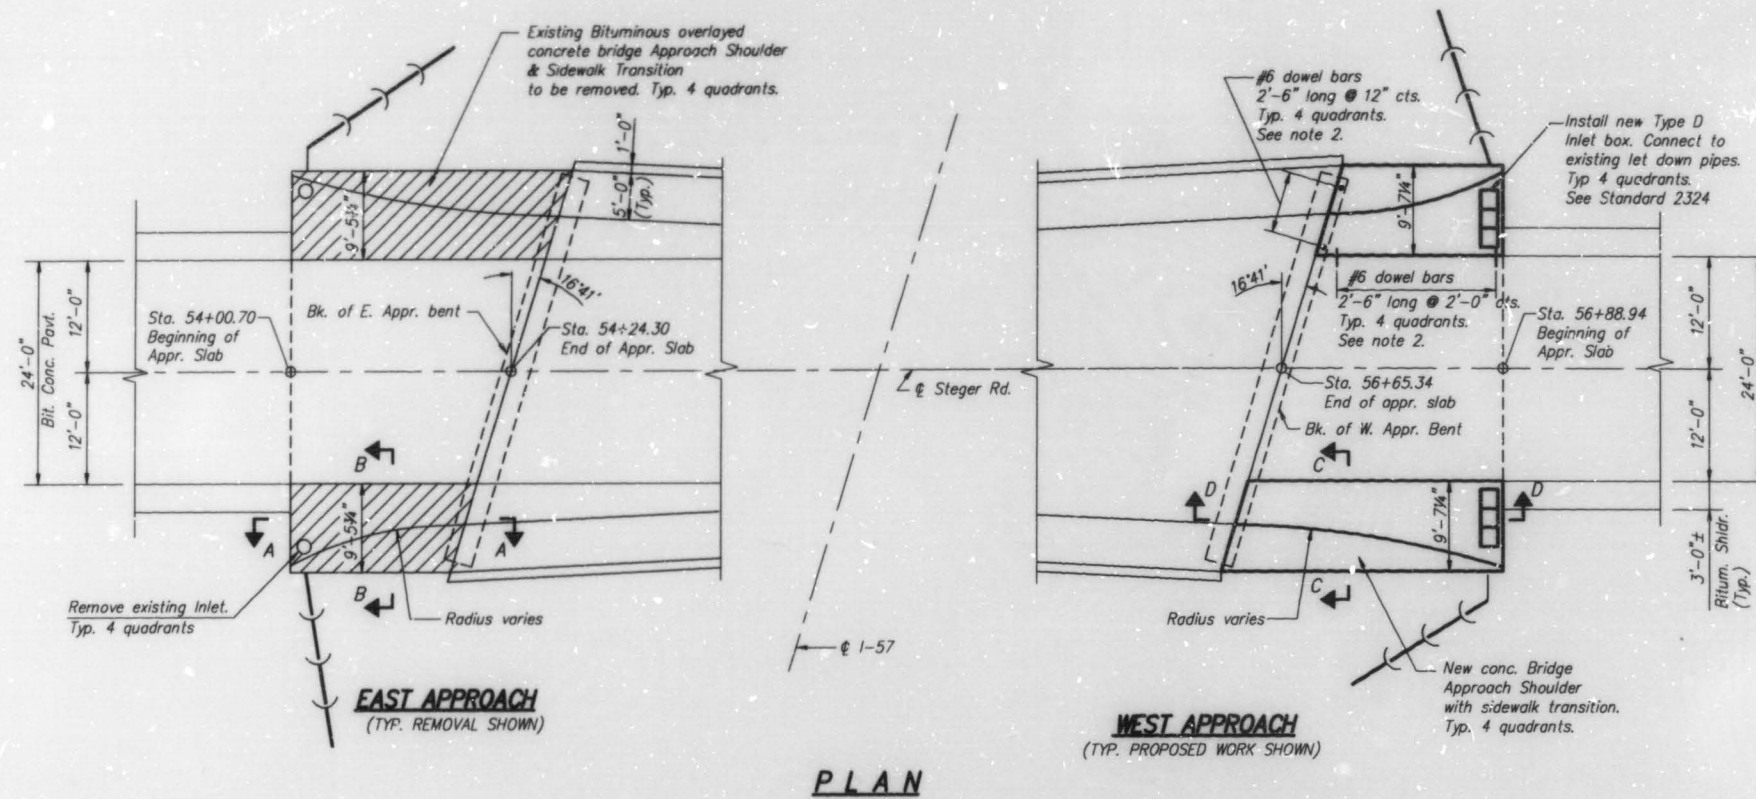 Existing Bituminous overlayed
concrete bridge Approach Shoulder
& Sidewalk Transition
to be removed. Typ. 4 quadrants.
1'-0"
5'-0"
(Typ.)
9'-5¾"
16°41'
24'-0"
Bit. Conc. Pavt.
12'-0"
12'-0"
Sta. 54+00.70
Beginning of
Appr. Slab
Bk. of E. Appr. bent
Sta. 54+24.30
End of Appr. Slab
B
9'-5¾"
A
A
B
Remove existing Inlet.
Typ. 4 quadrants
Radius varies
EAST APPROACH
(TYP. REMOVAL SHOWN)
℄ Steger Rd.
℄ I-57
#6 dowel bars
2'-6" long @ 12" cts.
Typ. 4 quadrants.
See note 2.
Install new Type D
Inlet box. Connect to
existing let down pipes.
Typ 4 quadrants.
See Standard 2324
9'-7¼"
16°41'
#6 dowel bars
2'-6" long @ 2'-0" cts.
Typ. 4 quadrants.
See note 2.
Sta. 56+88.94
Beginning of
Appr. Slab
12'-0"
24'-0"
12'-0"
Sta. 56+65.34
End of appr. slab
Bk. of W. Appr. Bent
C
D
D
9'-7¼"
C
3'-0"±
Bitum. Shldr.
(Typ.)
Radius varies
New conc. Bridge
Approach Shoulder
with sidewalk transition.
Typ. 4 quadrants.
WEST APPROACH
(TYP. PROPOSED WORK SHOWN)
PLAN